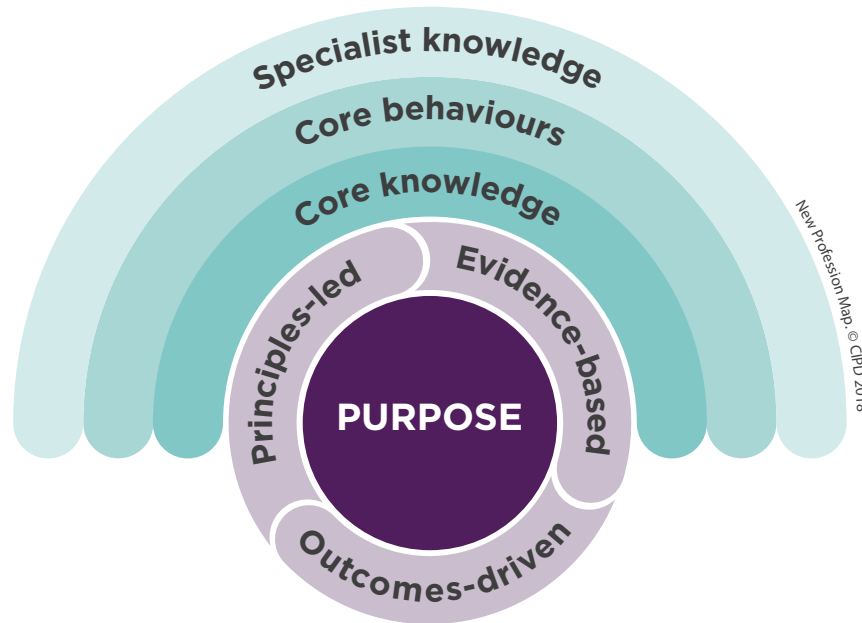 Specialist knowledge
Core behaviours
Core knowledge
Principles-led
Evidence-based
PURPOSE
Outcomes-driven
New Profession Map. © CIPD 2018